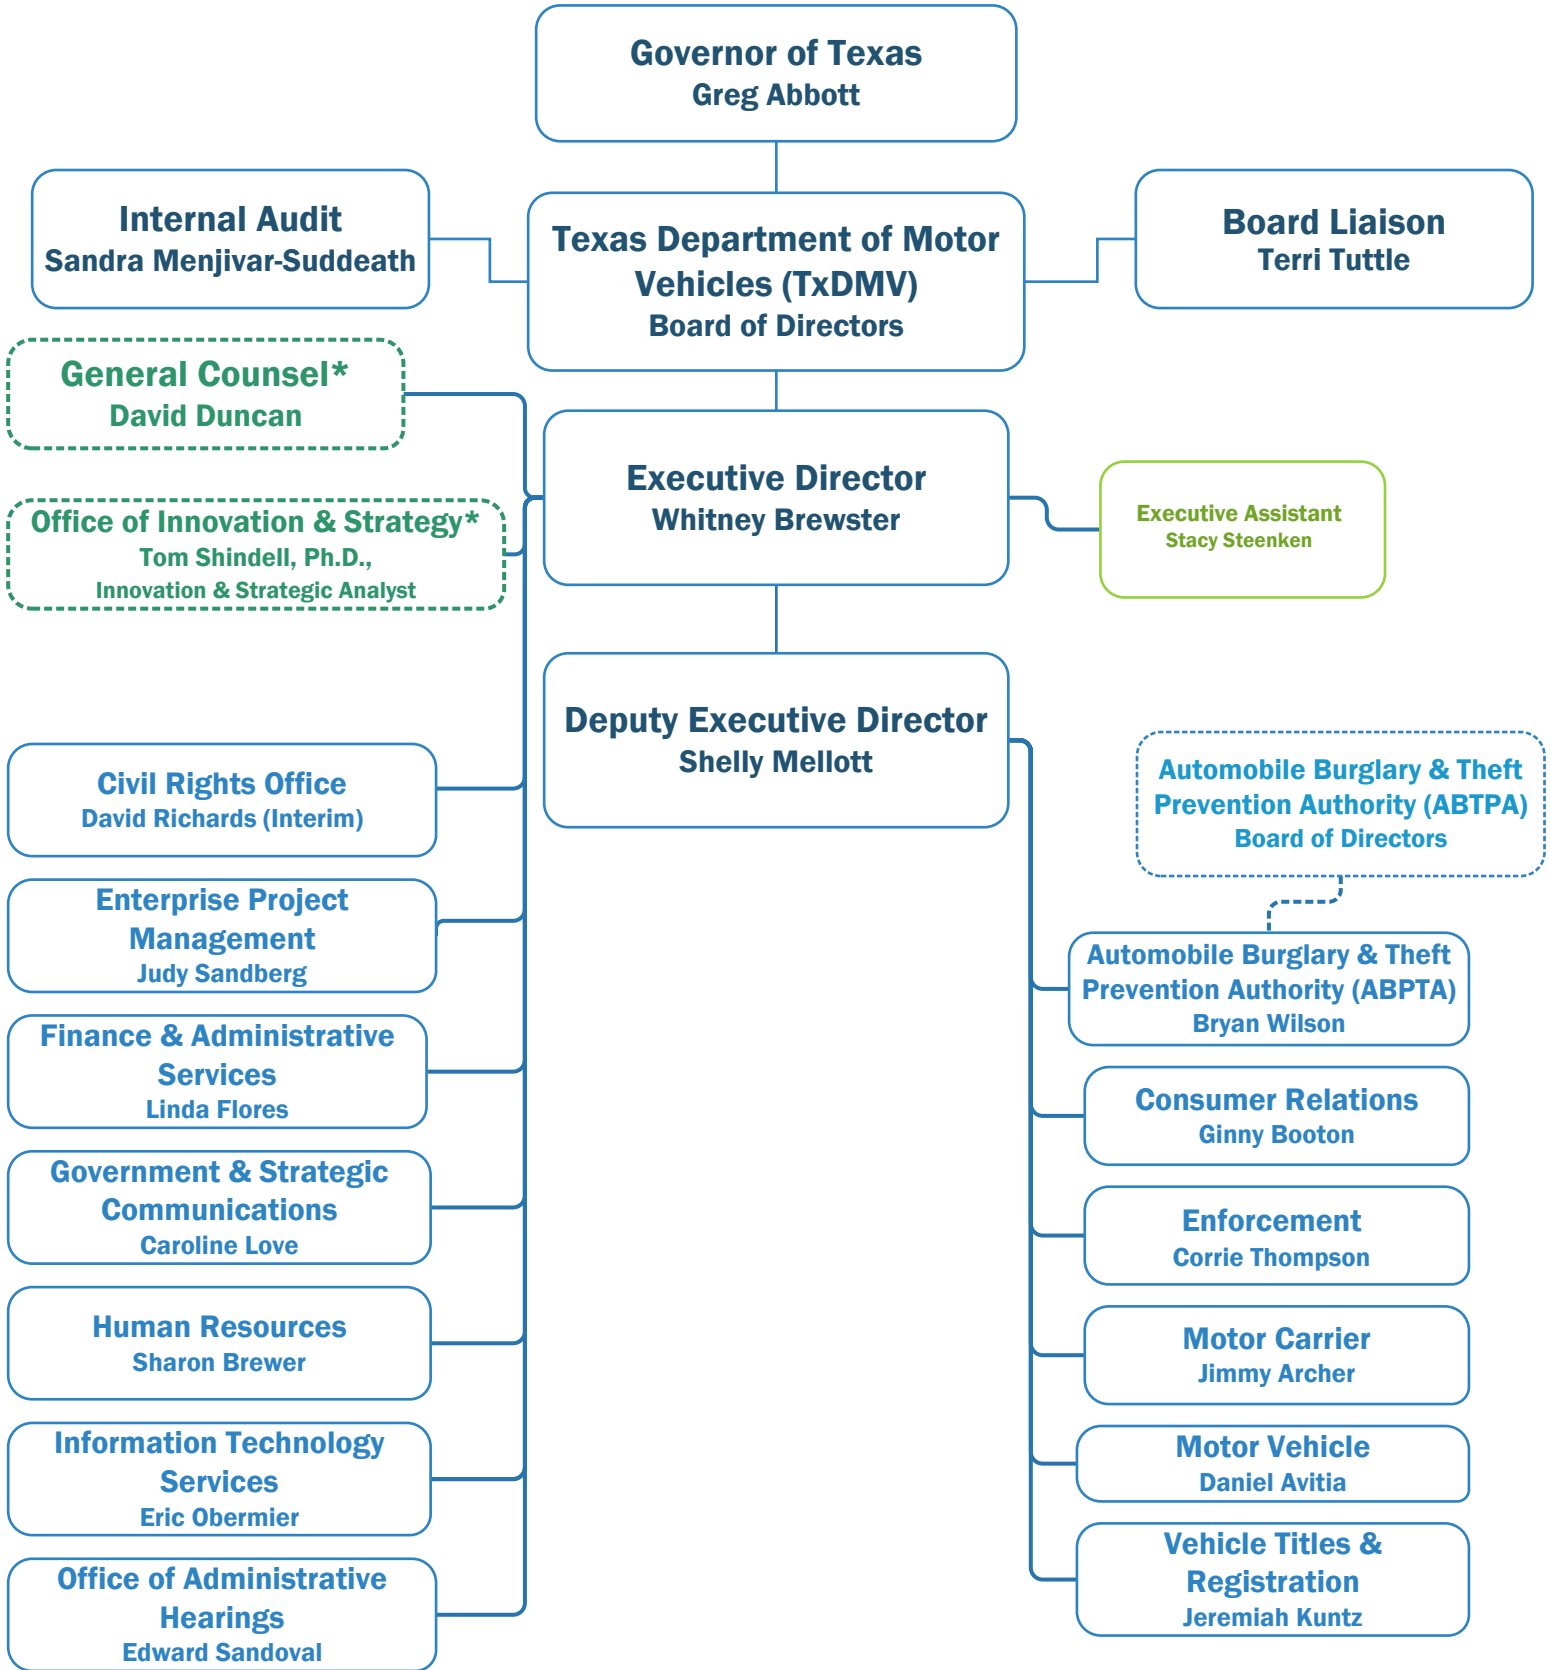 Governor of Texas
Greg Abbott
Internal Audit
Sandra Menjivar-Suddeath
Texas Department of Motor
Vehicles (TxDMV)
Board of Directors
Board Liaison
Terri Tuttle
General Counsel*
David Duncan
Executive Director
Whitney Brewster
Executive Assistant
Stacy Steenken
Office of Innovation & Strategy*
Tom Shindell, Ph.D.,
Innovation & Strategic Analyst
Deputy Executive Director
Shelly Mellott
Civil Rights Office
David Richards (Interim)
Enterprise Project
Management
Judy Sandberg
Finance & Administrative
Services
Linda Flores
Government & Strategic
Communications
Caroline Love
Human Resources
Sharon Brewer
Information Technology
Services
Eric Obermier
Office of Administrative
Hearings
Edward Sandoval
Automobile Burglary & Theft
Prevention Authority (ABTPA)
Board of Directors
Automobile Burglary & Theft
Prevention Authority (ABPTA)
Bryan Wilson
Consumer Relations
Ginny Booton
Enforcement
Corrie Thompson
Motor Carrier
Jimmy Archer
Motor Vehicle
Daniel Avitia
Vehicle Titles &
Registration
Jeremiah Kuntz